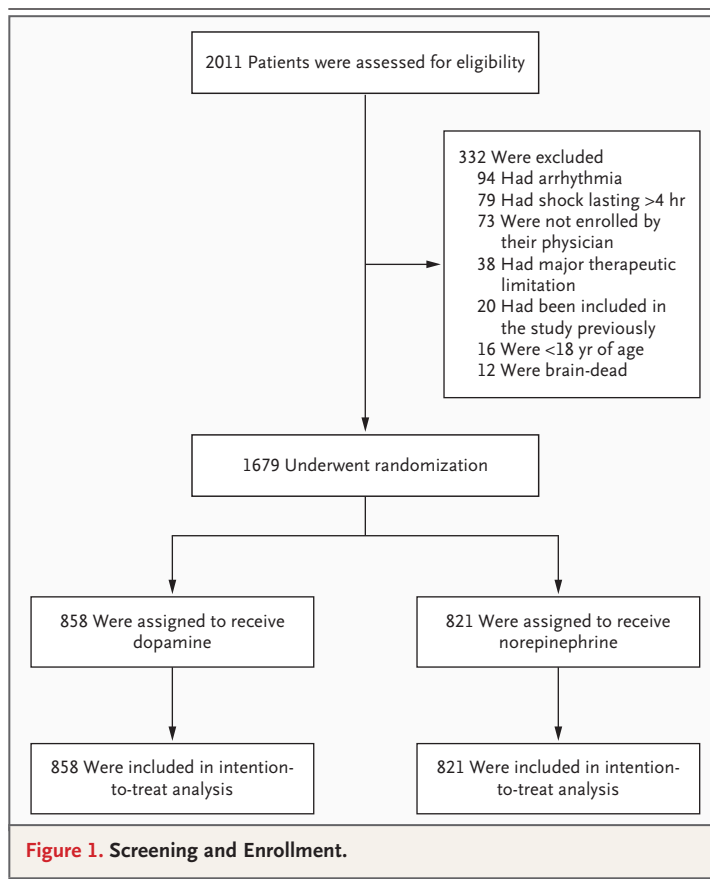 2011 Patients were assessed for eligibility
332 Were excluded
94 Had arrhythmia
79 Had shock lasting >4 hr
73 Were not enrolled by
their physician
38 Had major therapeutic
limitation
20 Had been included in
the study previously
16 Were <18 yr of age
12 Were brain-dead
1679 Underwent randomization
858 Were assigned to receive
dopamine
821 Were assigned to receive
norepinephrine
858 Were included in intention-
to-treat analysis
821 Were included in intention-
to-treat analysis
Figure 1. Screening and Enrollment.